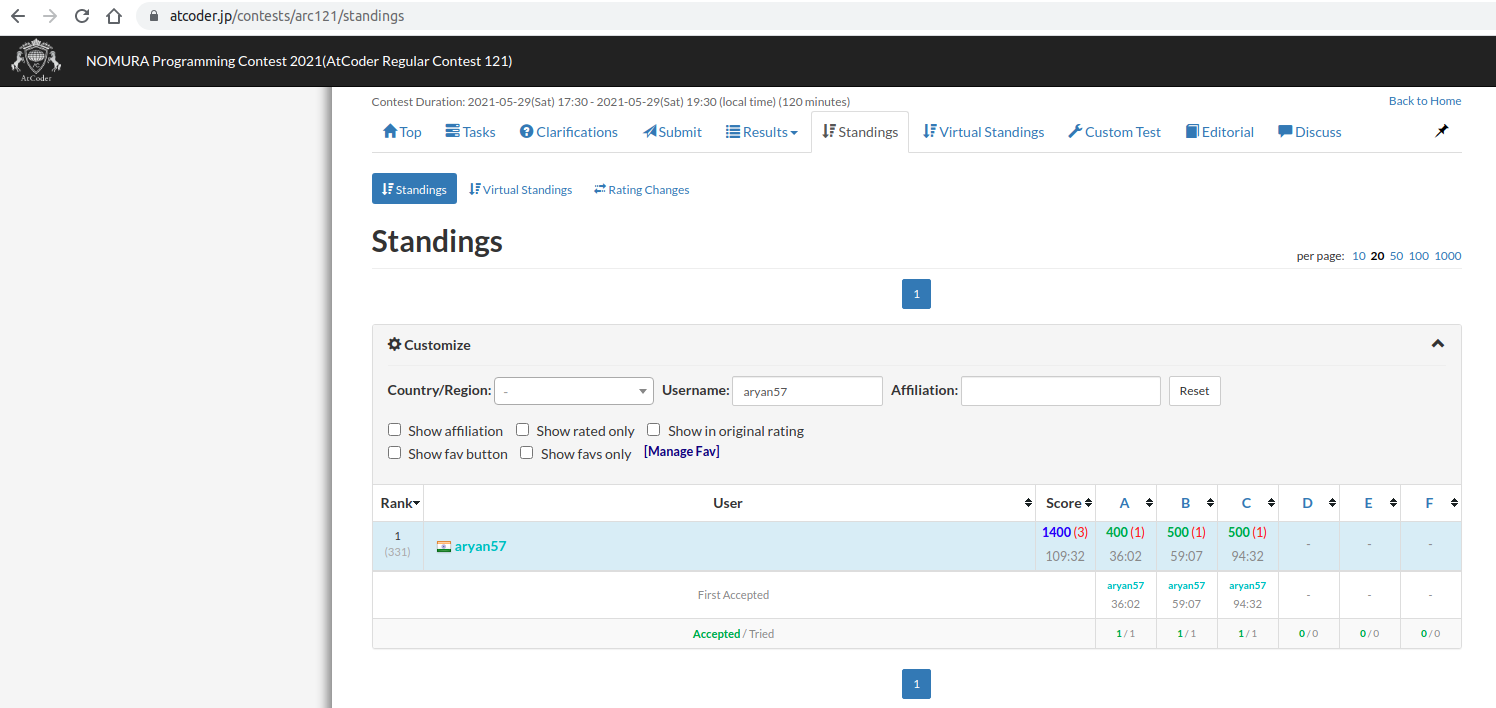 atcoder.jp/contests/arc121/standings
AtCoder
NOMURA Programming Contest 2021(AtCoder Regular Contest 121)
Contest Duration: 2021-05-29(Sat) 17:30 - 2021-05-29(Sat) 19:30 (local time) (120 minutes) Back to Home
Top Tasks Clarifications Submit Results Standings Virtual Standings Custom Test Editorial Discuss
Standings Virtual Standings Rating Changes
Standings
per page: 10 20 50 100 1000
1
Customize
Country/Region: - Username: aryan57 Affiliation: Reset
Show affiliation Show rated only Show in original rating
Show fav button Show favs only [Manage Fav]
Rank User Score A B C D E F
1 aryan57 1400 (3) 400 (1) 500 (1) 500 (1) - - -
(331) 109:32 36:02 59:07 94:32
First Accepted aryan57 aryan57 aryan57 - - -
36:02 59:07 94:32
Accepted / Tried 1 / 1 1 / 1 1 / 1 0 / 0 0 / 0 0 / 0
1